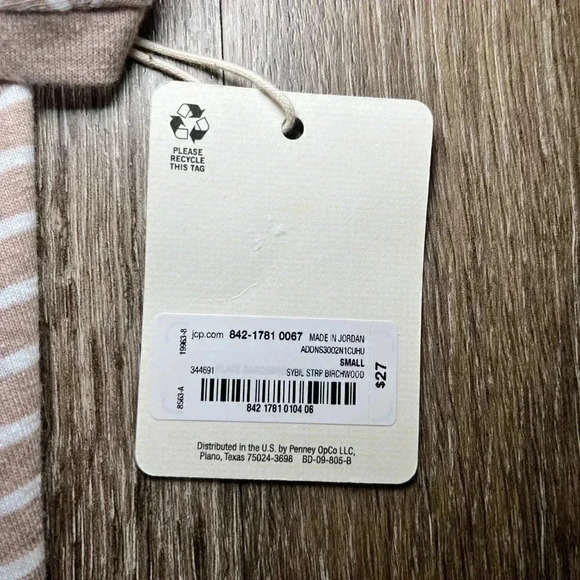 PLEASE
RECYCLE
THIS TAG
19963-8
8563-A
jcp.com 842-1781 0067 MADE IN JORDAN
ADDNS3002N1CUHU
SMALL
344691 SYBIL STRP BIRCHWOOD
842 1781 0104 06
$27
Distributed in the U.S. by Penney OpCo LLC,
Plano, Texas 75024-3698 BD-09-805-B